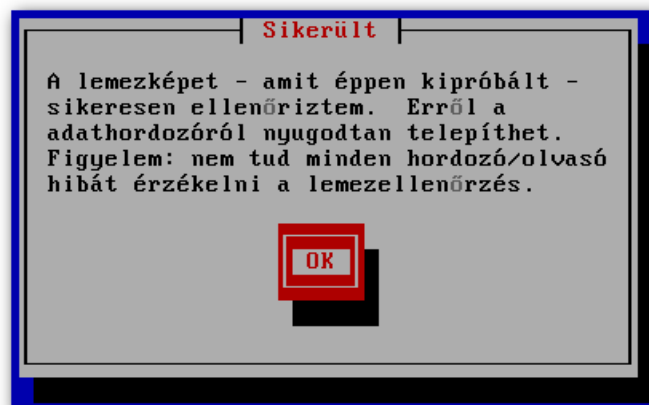 Sikerült
A lemezképet - amit éppen kipróbált -
sikeresen ellenőriztem.  Erről a
adathordozóról nyugodtan telepíthet.
Figyelem: nem tud minden hordozó/olvasó
hibát érzékelni a lemezellenőrzés.
OK